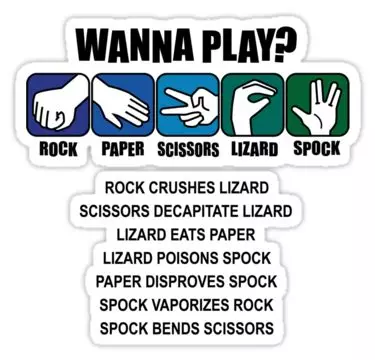 WANNA PLAY?
ROCK PAPER SCISSORS LIZARD SPOCK
ROCK CRUSHES LIZARD
SCISSORS DECAPITATE LIZARD
LIZARD EATS PAPER
LIZARD POISONS SPOCK
PAPER DISPROVES SPOCK
SPOCK VAPORIZES ROCK
SPOCK BENDS SCISSORS